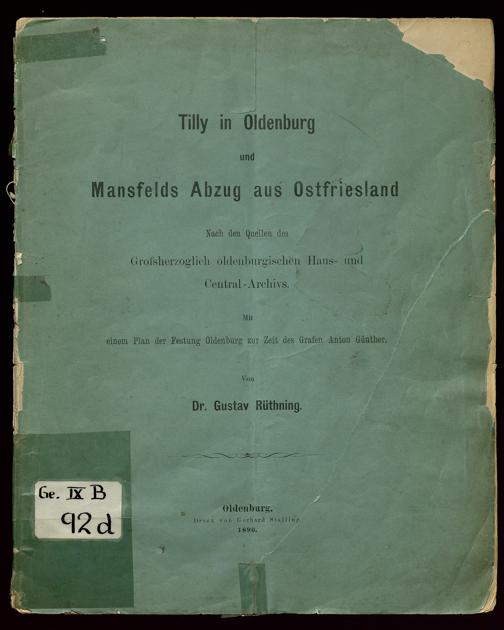 Tilly in Oldenburg
und
Mansfelds Abzug aus Ostfriesland
Nach den Quellen des
Großherzoglich oldenburgischen Haus- und
Central-Archivs.
Mit
einem Plan der Festung Oldenburg zur Zeit des Grafen Anton Günther.
Von
Dr. Gustav Rüthning.
Ge. IX B
92d
Oldenburg.
Druck von Gerhard Stalling.
1890.